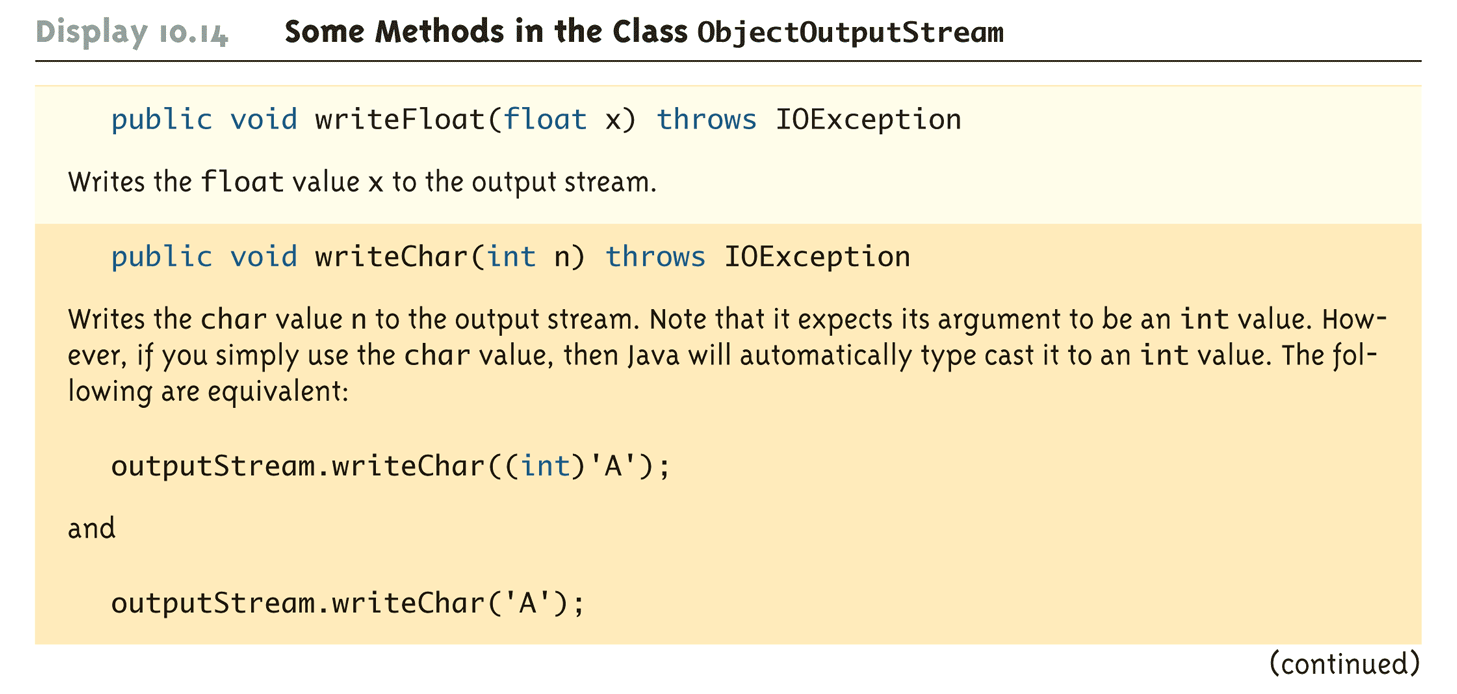 Display 10.14 Some Methods in the Class ObjectOutputStream
public void writeFloat(float x) throws IOException
Writes the float value x to the output stream.
public void writeChar(int n) throws IOException
Writes the char value n to the output stream. Note that it expects its argument to be an int value. How-
ever, if you simply use the char value, then Java will automatically type cast it to an int value. The fol-
lowing are equivalent:
outputStream.writeChar((int)'A');
and
outputStream.writeChar('A');
(continued)